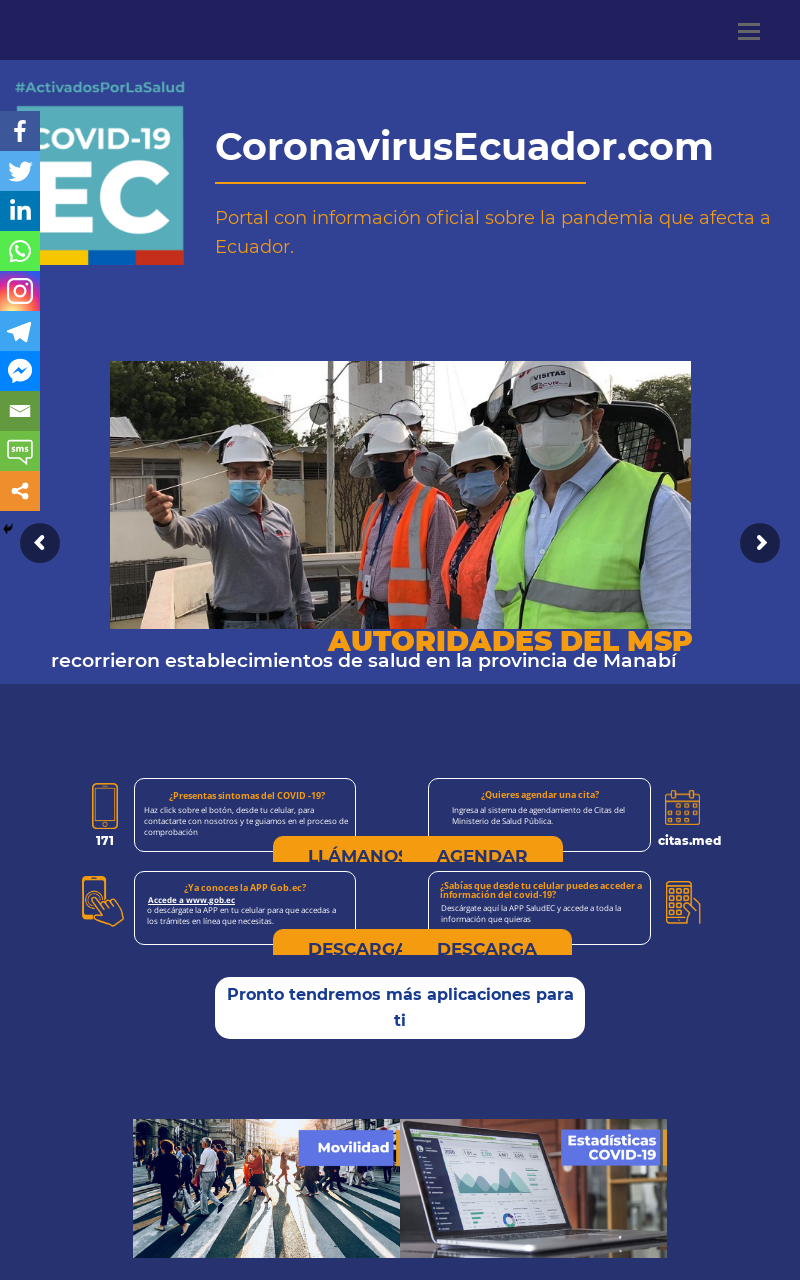 #ActivadosPorLaSalud
COVID-19
EC
CoronavirusEcuador.com
Portal con información oficial sobre la pandemia que afecta a
Ecuador.
VISITAS
sms
AUTORIDADES DEL MSP
recorrieron establecimientos de salud en la provincia de Manabí
¿Presentas sintomas del COVID -19?
Haz click sobre el botón, desde tu celular, para
contactarte con nosotros y te guiamos en el proceso de
comprobación
171
LLÁMANOS
¿Quieres agendar una cita?
Ingresa al sistema de agendamiento de Citas del
Ministerio de Salud Pública.
citas.med
AGENDAR
¿Ya conoces la APP Gob.ec?
Accede a www.gob.ec
o descárgate la APP en tu celular para que accedas a
los trámites en línea que necesitas.
DESCARGA
¿Sabías que desde tu celular puedes acceder a
información del covid-19?
Descárgate aquí la APP SaludEC y accede a toda la
información que quieras
DESCARGA
Pronto tendremos más aplicaciones para
ti
Movilidad
Estadísticas
COVID-19